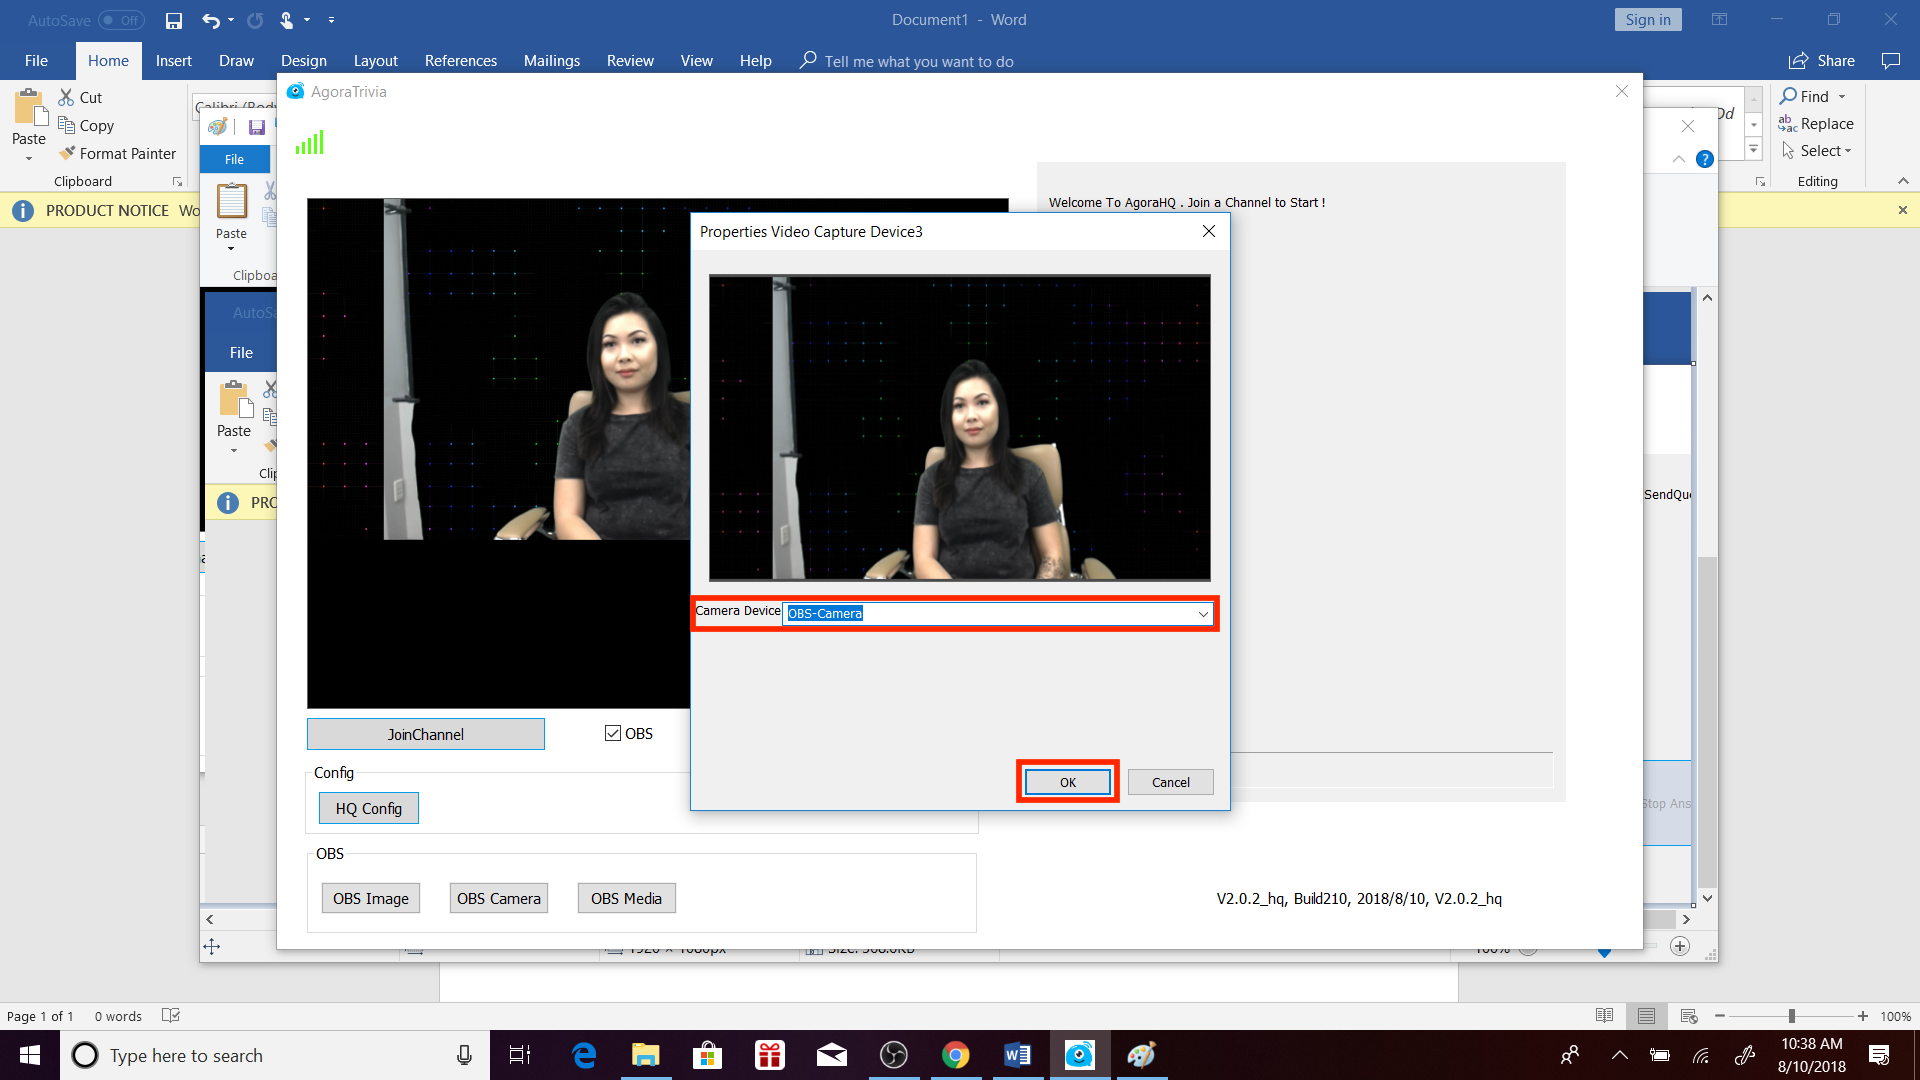 AutoSave Off
Document1 - Word
Sign in
File Home Insert Draw Design Layout References Mailings Review View Help Tell me what you want to do
Share
Paste
Cut
Copy
Format Painter
Clipboard
Find
Replace
Select
Editing
PRODUCT NOTICE Wo
File
Paste
Clipboa
AutoSa
File
Paste
Clip
PRO
AgoraTrivia
Welcome To AgoraHQ . Join a Channel to Start !
Properties Video Capture Device3
Camera Device OBS-Camera
OK Cancel
JoinChannel
OBS
Config
HQ Config
OBS
OBS Image OBS Camera OBS Media
V2.0.2_hq, Build210, 2018/8/10, V2.0.2_hq
SendQue
Stop Ans
Page 1 of 1 0 words
100%
Type here to search
10:38 AM
8/10/2018